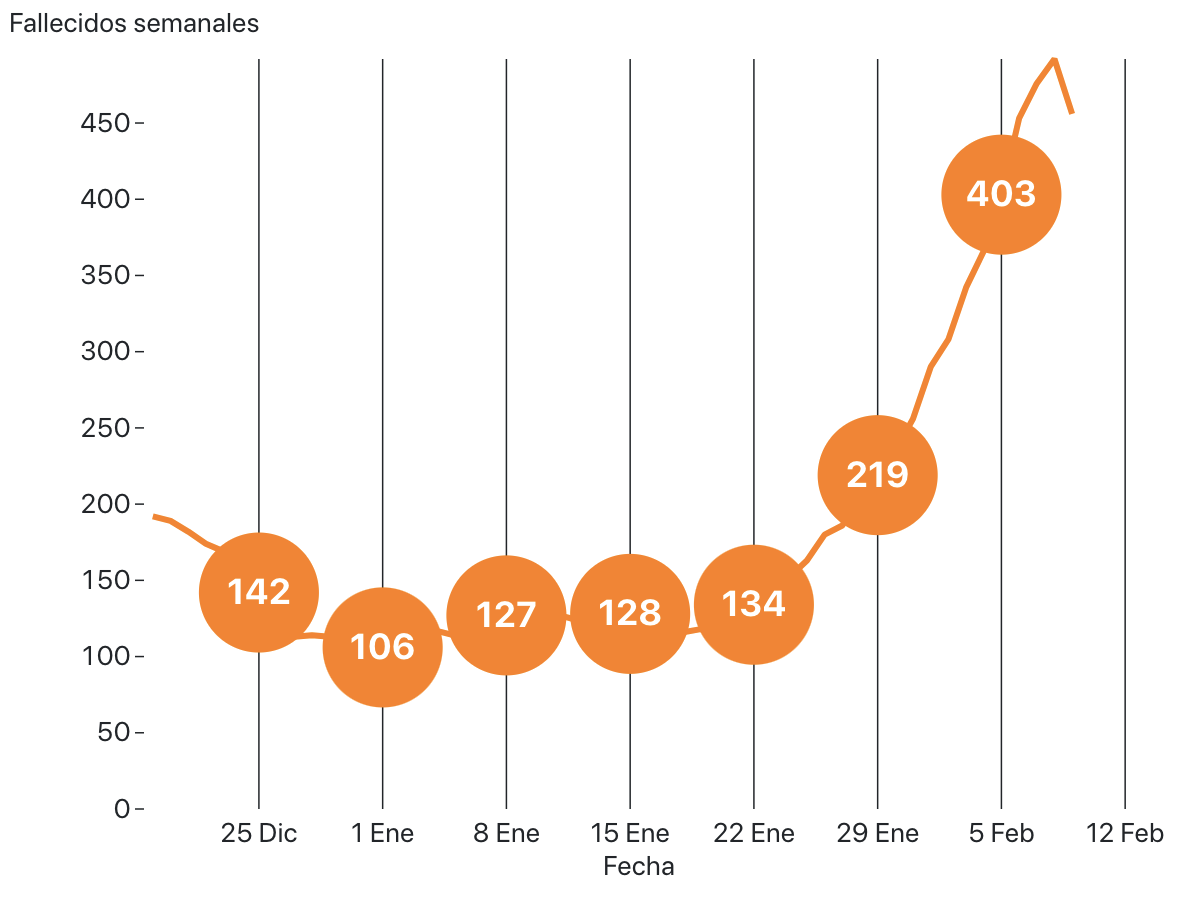 Fallecidos semanales
450
400
350
300
250
200
150
100
50
0
403
219
142
106
127
128
134
25 Dic
1 Ene
8 Ene
15 Ene
22 Ene
29 Ene
5 Feb
12 Feb
Fecha